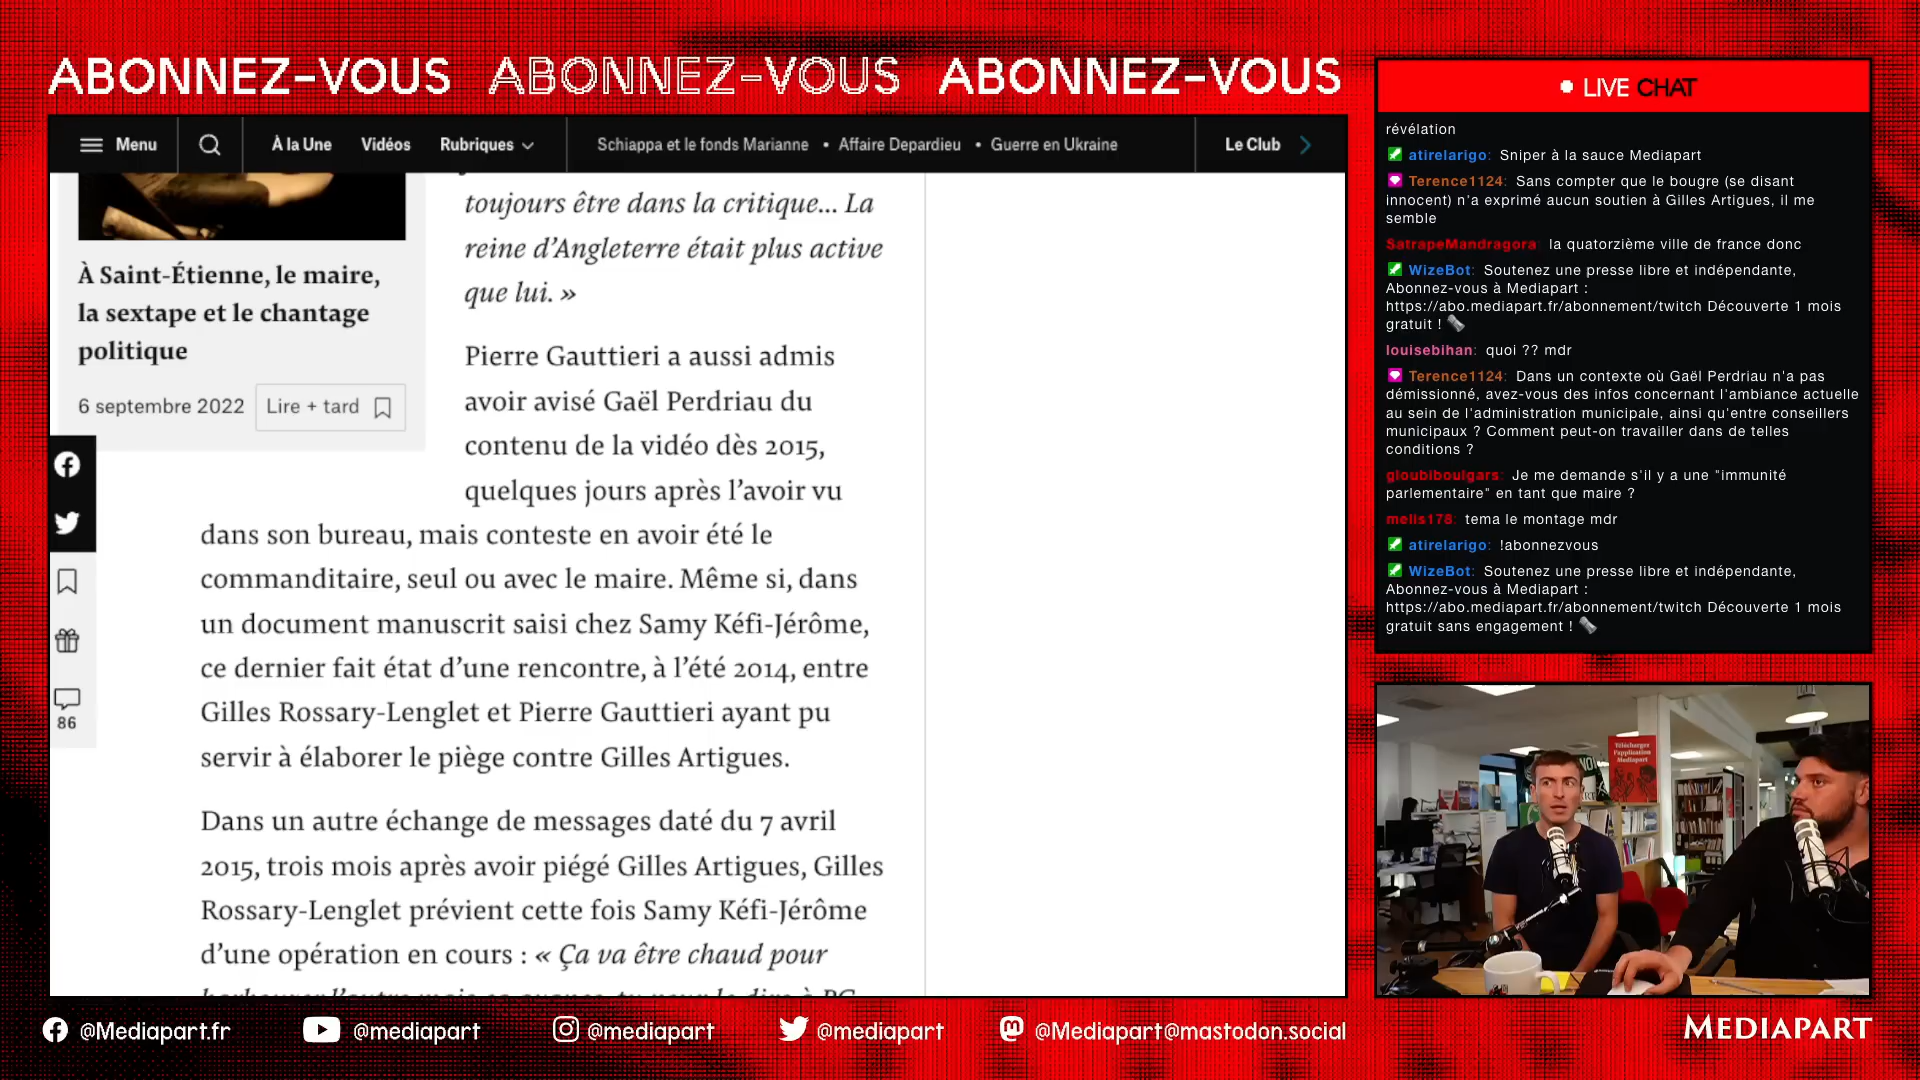 ABONNEZ-VOUS ABONNEZ-VOUS ABONNEZ-VOUS
Menu
À la Une Vidéos Rubriques
Schiappa et le fonds Marianne • Affaire Depardieu • Guerre en Ukraine
Le Club
À Saint-Étienne, le maire,
la sextape et le chantage
politique
6 septembre 2022
Lire + tard
86
toujours être dans la critique... La
reine d’Angleterre était plus active
que lui. »
Pierre Gauttieri a aussi admis
avoir avisé Gaël Perdriau du
contenu de la vidéo dès 2015,
quelques jours après l’avoir vu
dans son bureau, mais conteste en avoir été le
commanditaire, seul ou avec le maire. Même si, dans
un document manuscrit saisi chez Samy Kéfi-Jérôme,
ce dernier fait état d’une rencontre, à l’été 2014, entre
Gilles Rossary-Lenglet et Pierre Gauttieri ayant pu
servir à élaborer le piège contre Gilles Artigues.
Dans un autre échange de messages daté du 7 avril
2015, trois mois après avoir piégé Gilles Artigues, Gilles
Rossary-Lenglet prévient cette fois Samy Kéfi-Jérôme
d’une opération en cours : « Ça va être chaud pour
LIVE CHAT
révélation
atirelarigo: Sniper à la sauce Mediapart
Terence1124: Sans compter que le bougre (se disant
innocent) n’a exprimé aucun soutien à Gilles Artigues, il me
semble
SatrapeMandragora: la quatorzième ville de france donc
WizeBot: Soutenez une presse libre et indépendante,
Abonnez-vous à Mediapart :
https://abo.mediapart.fr/abonnement/twitch Découverte 1 mois
gratuit !
louisebihan: quoi ?? mdr
Terence1124: Dans un contexte où Gaël Perdriau n'a pas
démissionné, avez-vous des infos concernant l'ambiance actuelle
au sein de l'administration municipale, ainsi qu'entre conseillers
municipaux ? Comment peut-on travailler dans de telles
conditions ?
gloubiboulgars: Je me demande s'il y a une "immunité
parlementaire" en tant que maire ?
melis178: tema le montage mdr
atirelarigo: !abonnezvous
WizeBot: Soutenez une presse libre et indépendante,
Abonnez-vous à Mediapart :
https://abo.mediapart.fr/abonnement/twitch Découverte 1 mois
gratuit sans engagement !
Téléchargez
l'application
Mediapart
@Mediapart.fr @mediapart @mediapart @mediapart @Mediapart@mastodon.social
MEDIAPART